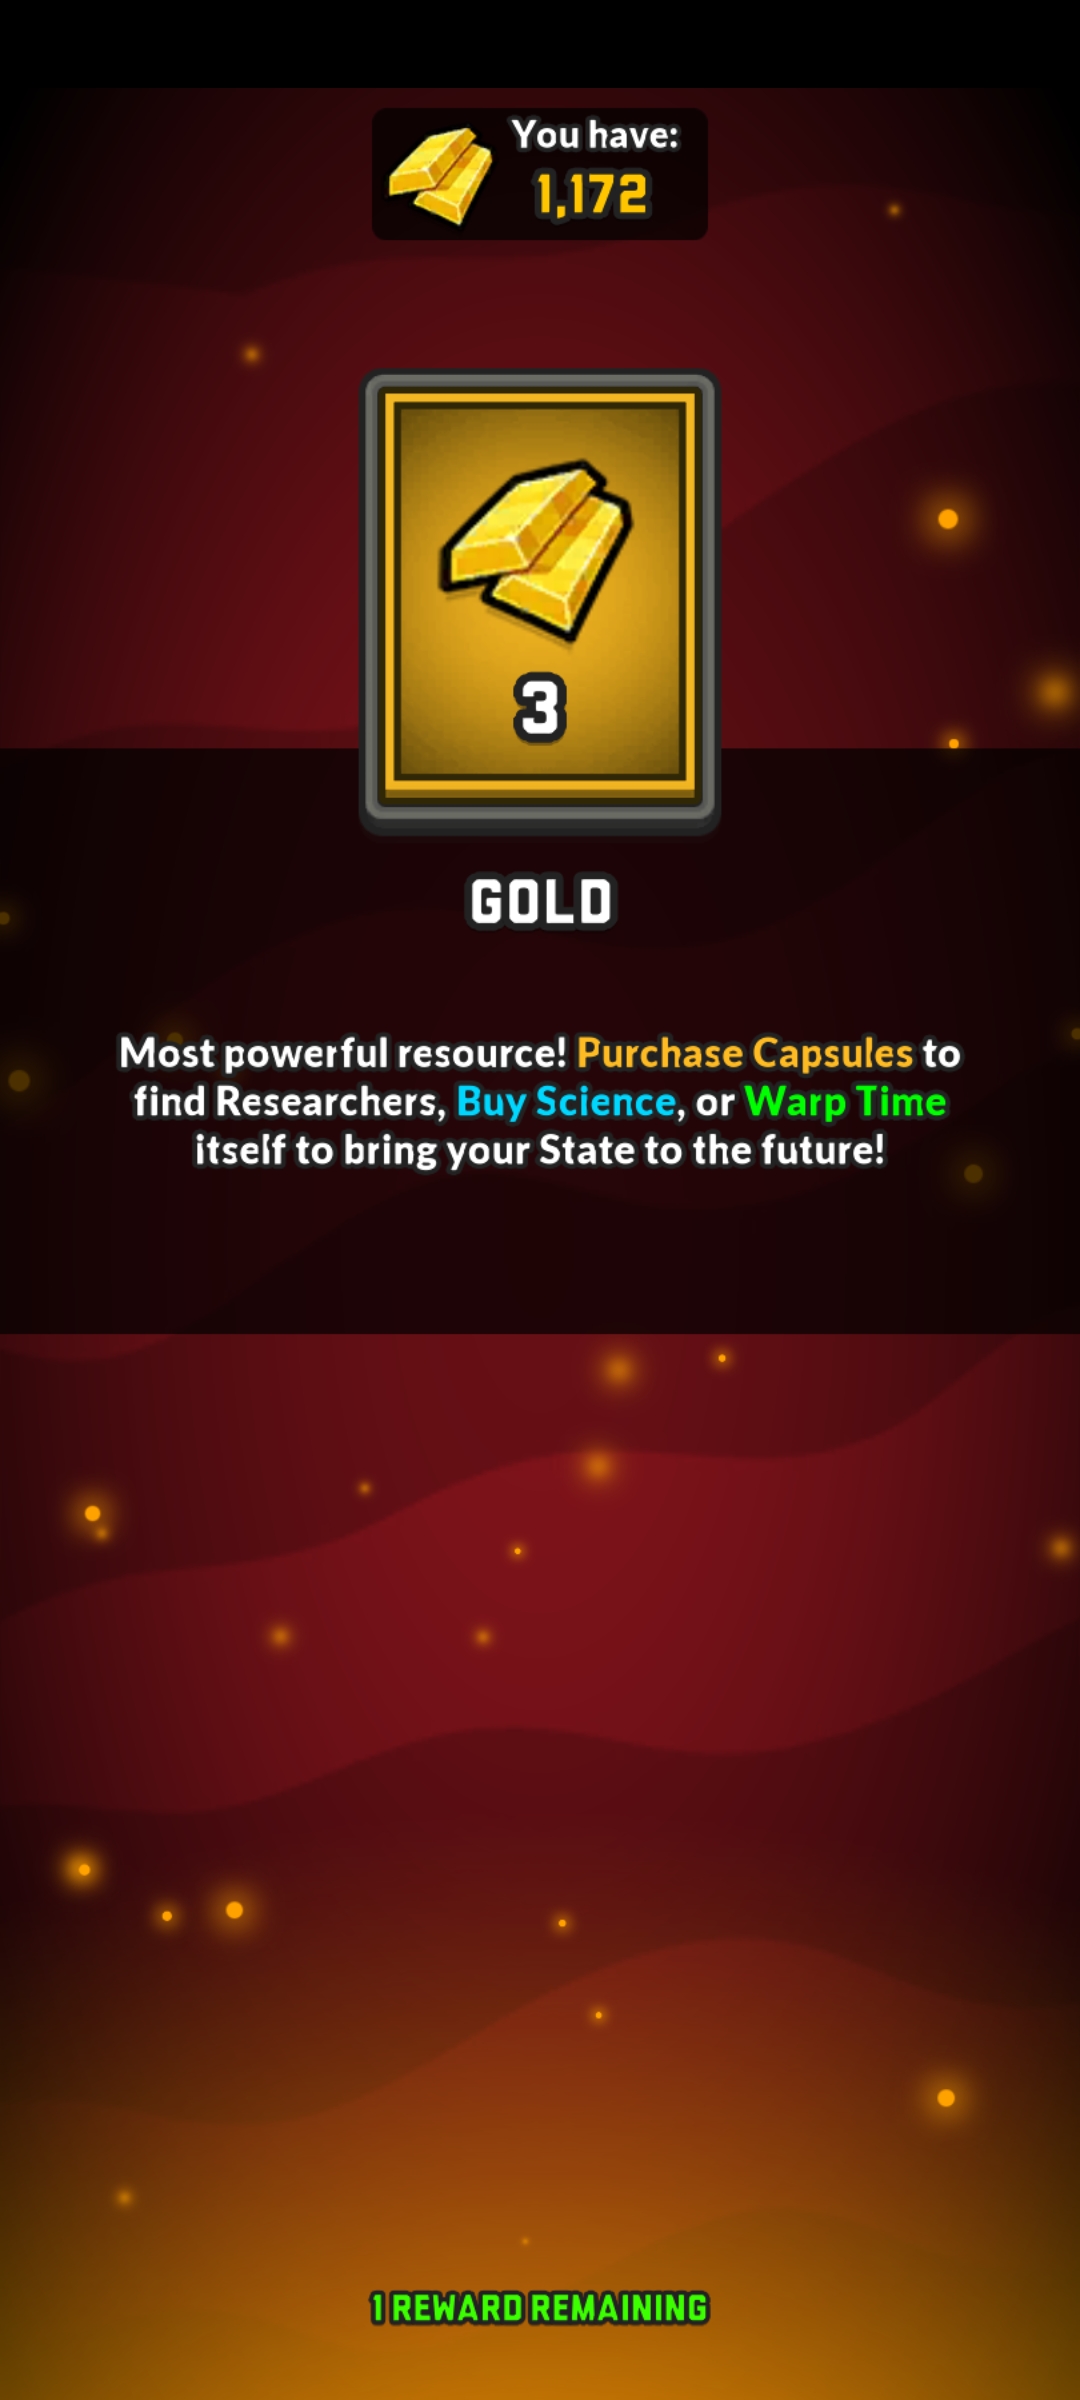 You have:
1,172
3
GOLD
Most powerful resource! Purchase Capsules to
find Researchers, Buy Science, or Warp Time
itself to bring your State to the future!
1 REWARD REMAINING